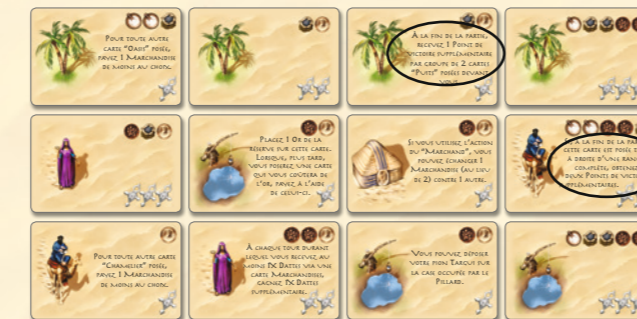 Pour toute autre
carte "Oasis" posée,
payez 1 Marchandise
de moins au choix.
À la fin de la partie,
recevez 1 Point de
Victoire supplémentaire
par groupe de 2 cartes
"Puits" posées devant
vous.
Placez 1 Or de la
réserve sur cette carte.
Lorsque, plus tard,
vous poserez une carte
qui vous coûtera de
l'or, payez à l'aide
de celui-ci.
Si vous utilisez l'action
du "Marchand", vous
pouvez échanger 1
Marchandise (au lieu
de 2) contre 1 autre.
à la fin de la par
cette carte est posée t
à droite d'une ran
complète, obtenez
deux Points de Victo
supplémentaires.
Pour toute autre carte
"Chamelier" posée,
payez 1 Marchandise
de moins au choix.
À chaque tour durant
lequel vous recevez au
moins 1x Dattes via une
carte Marchandises,
gagnez 1x Dattes
supplémentaire.
Vous pouvez déposer
votre pion Targui sur
la case occupée par le
Pillard.